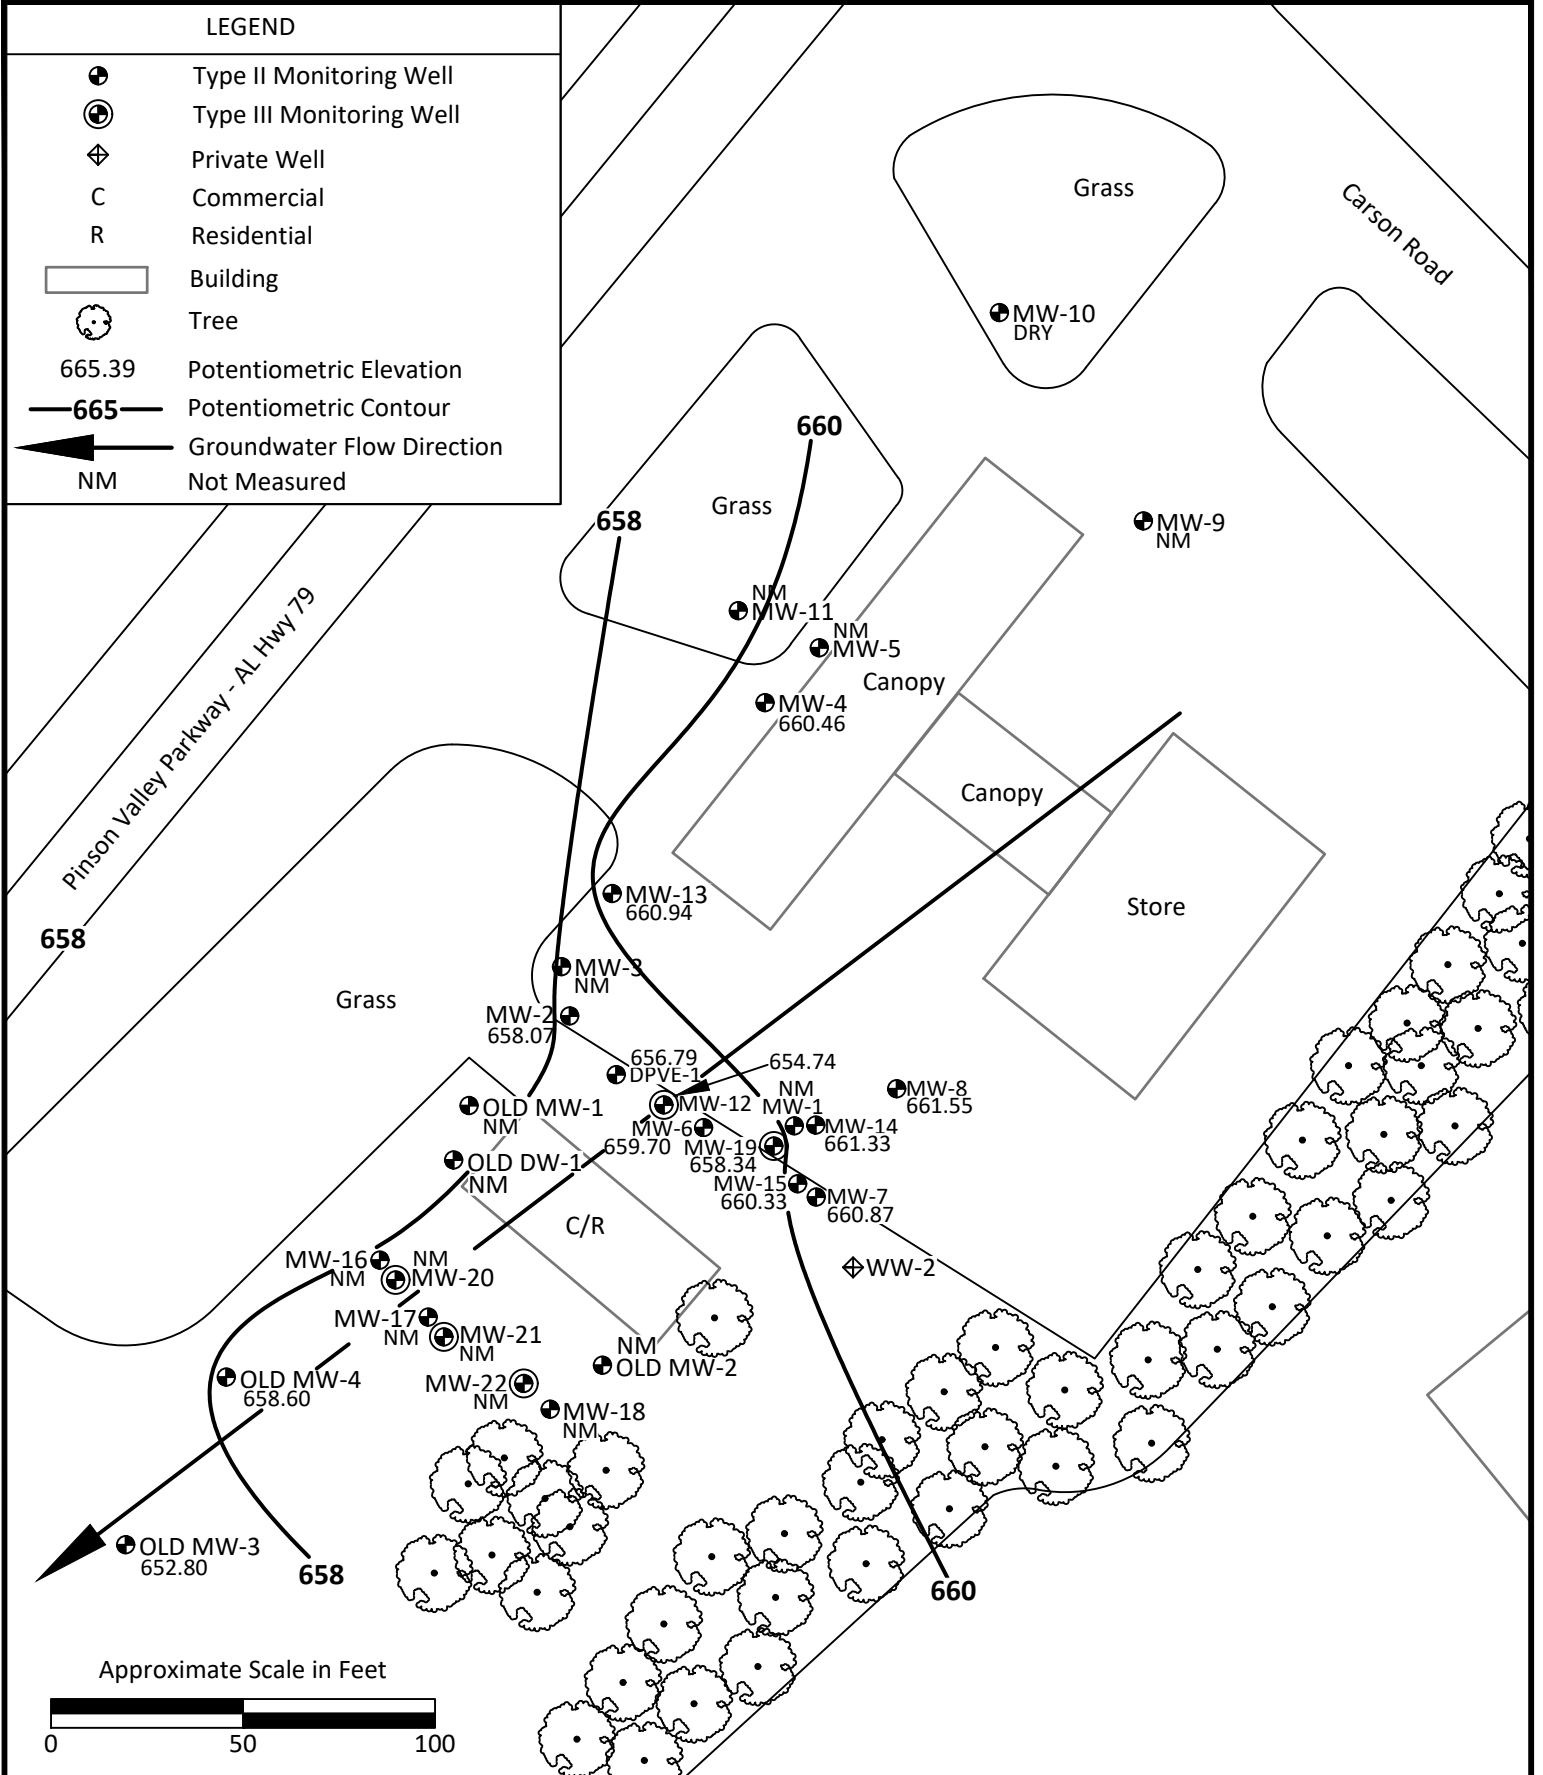 LEGEND
Type II Monitoring Well
Type III Monitoring Well
Private Well
C Commercial
R Residential
Building
Tree
665.39 Potentiometric Elevation
665 Potentiometric Contour
Groundwater Flow Direction
NM Not Measured
Grass
Carson Road
MW-10
DRY
660
Grass
658
MW-9
NM
NM
MW-11
NM
MW-5
Canopy
MW-4
660.46
Pinson Valley Parkway - AL Hwy 79
Canopy
MW-13
660.94
Store
658
MW-3
NM
Grass
MW-2
658.07
656.79
DPVE-1
654.74
MW-12
NM
MW-1
MW-8
661.55
OLD MW-1
NM
MW-6
659.70
MW-14
661.33
MW-19
658.34
OLD DW-1
NM
MW-15
660.33
MW-7
660.87
C/R
MW-16
NM
NM
MW-20
WW-2
MW-17
NM
MW-21
NM
NM
OLD MW-2
OLD MW-4
658.60
MW-22
NM
MW-18
NM
OLD MW-3
652.80
658
660
Approximate Scale in Feet
0 50 100